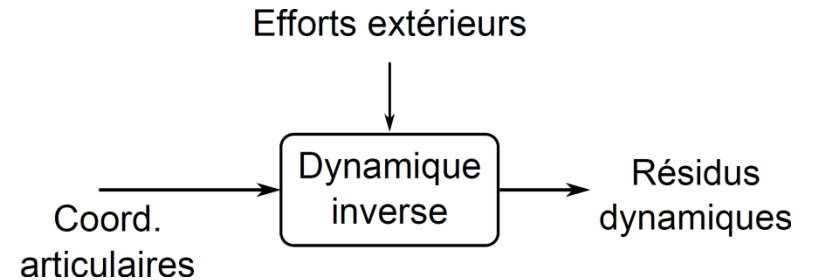 Efforts extérieurs
Dynamique
inverse
Coord.
articulaires
Résidus
dynamiques